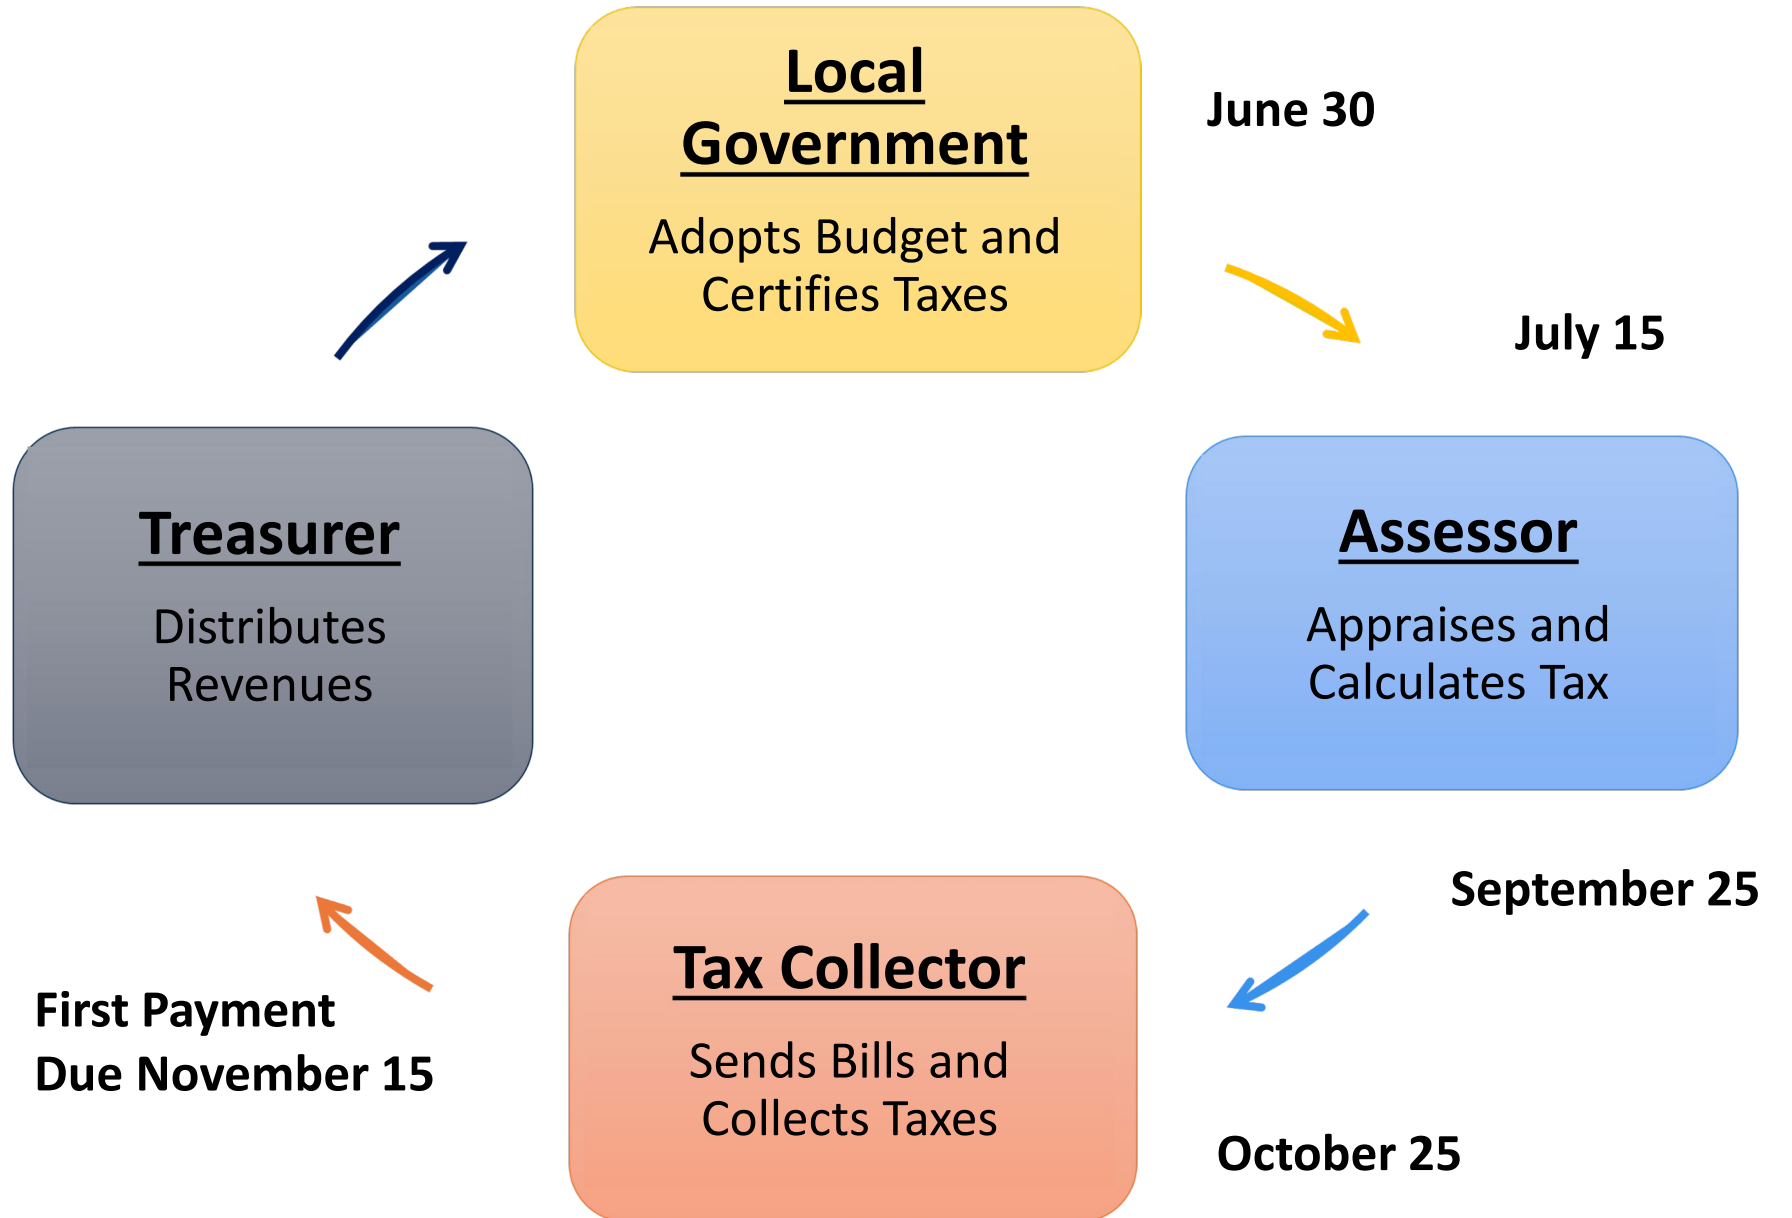 Local
Government
Adopts Budget and
Certifies Taxes
June 30
July 15
Assessor
Appraises and
Calculates Tax
September 25
October 25
Tax Collector
Sends Bills and
Collects Taxes
First Payment
Due November 15
Treasurer
Distributes
Revenues